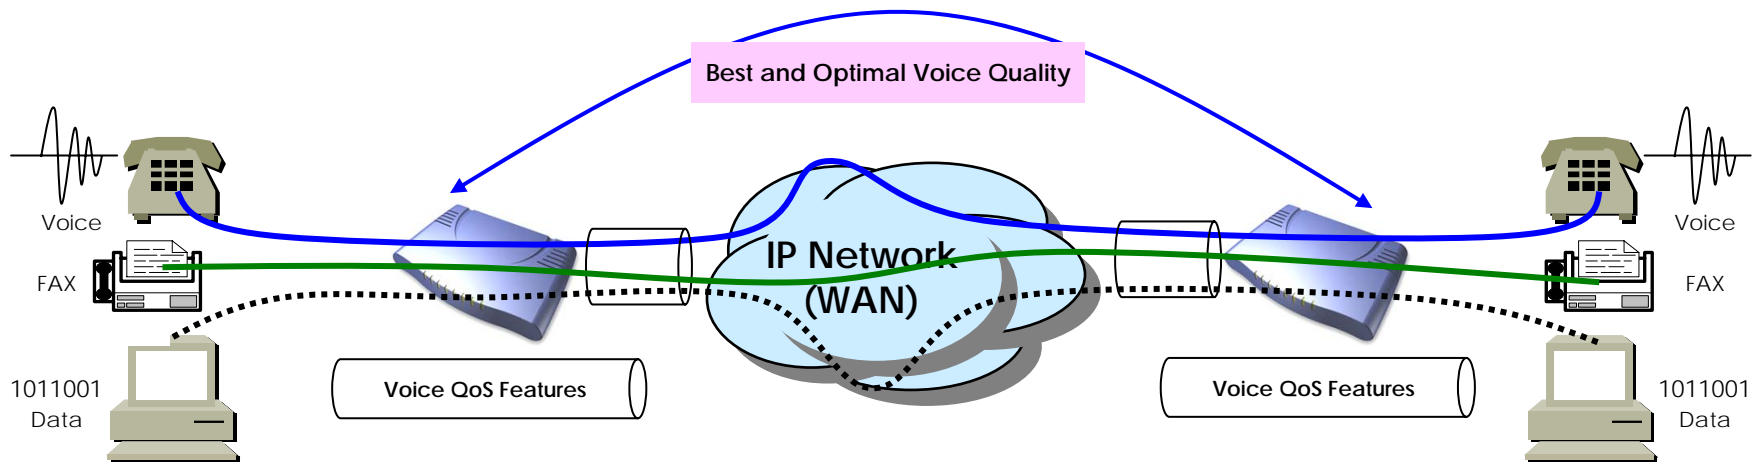 Best and Optimal Voice Quality
Voice
Voice
FAX
IP Network
(WAN)
FAX
1011001
Data
Voice QoS Features
Voice QoS Features
1011001
Data